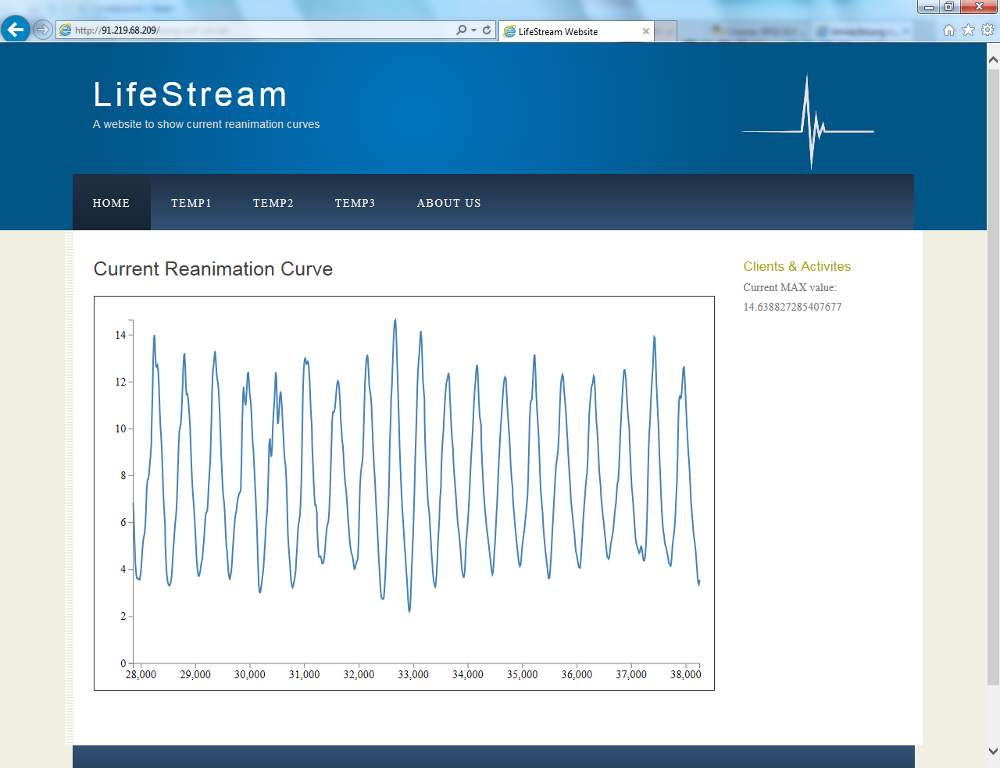 http://91.219.68.209/
LifeStream Website
LifeStream
A website to show current reanimation curves
HOME
TEMP1
TEMP2
TEMP3
ABOUT US
Current Reanimation Curve
Clients & Activites
Current MAX value:
14.638827285407677
14
12
10
8
6
4
2
0
28,000
29,000
30,000
31,000
32,000
33,000
34,000
35,000
36,000
37,000
38,000